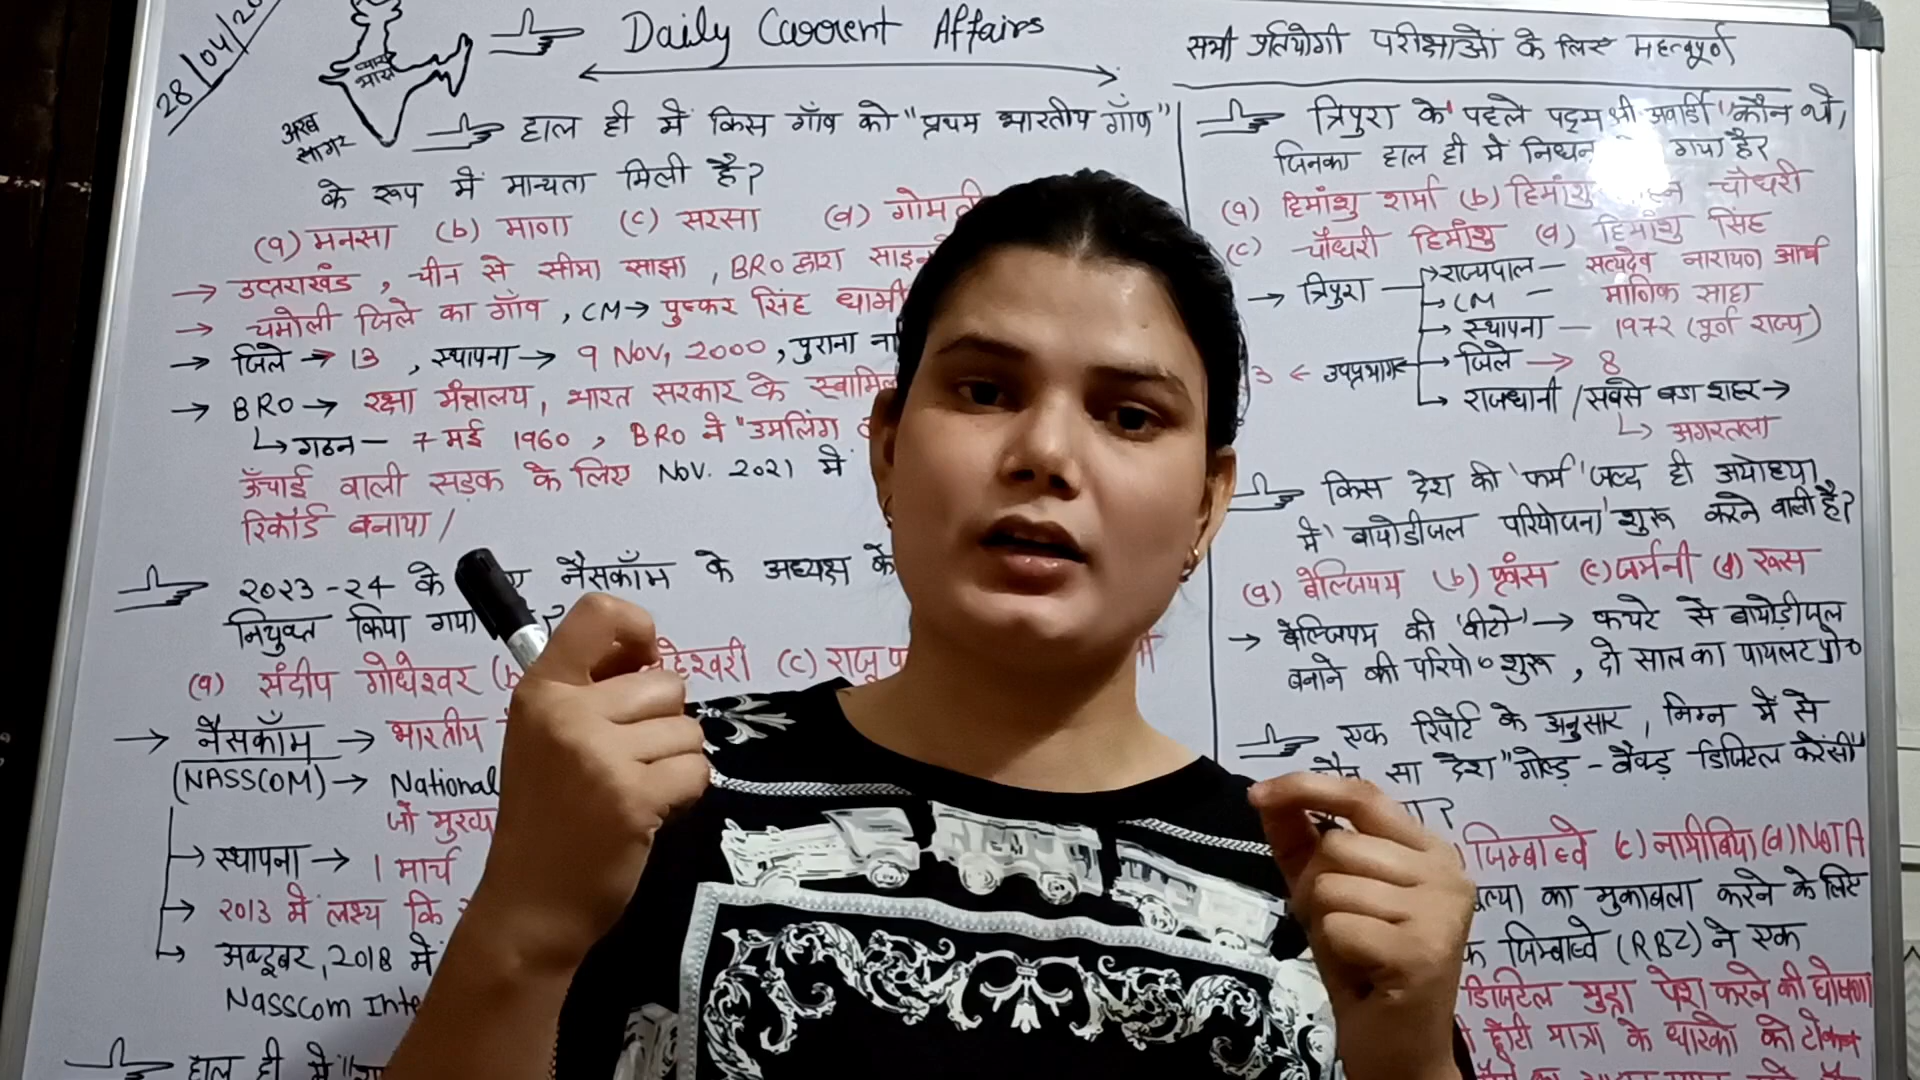 28/04/20
Daily Current Affairs
अरब
सागर
हाल ही में किस गाँव को "प्रथम भारतीय गाँव"
के रूप में मान्यता मिली है?
(a) मनसा (b) माणा (c) सरसा (d) गोमती
→ उत्तराखंड, चीन से सीमा साझा, BRO द्वारा साइन
→ चमोली जिले का गाँव, CM→ पुष्कर सिंह धामी
→ जिले → 13, स्थापना → 9 Nov, 2000, पुराना
→ BRO → रक्षा मंत्रालय, भारत सरकार के
गठन - 7 मई 1960, BRO ने "उमलिंग
ऊँचाई वाली सड़क के लिए Nov. 2021 में
रिकॉर्ड बनाया /
2023-24 के नैसकॉम के अध्यक्ष के
नियुक्त किया गया ?
(a) संदीप गोधेश्वर (c) राजू
→ नैसकॉम → भारतीय
(NASSCOM) → National
जो मुख्य
→ स्थापना → 1 मार्च
→ 2013 में लक्ष्य कि
→ अक्टूबर, 2018 में
Nasscom Inte
हाल ही में
सभी प्रतियोगी परीक्षाओं के लिए महत्वपूर्ण
त्रिपुरा के 'पहले पद्म श्री अवार्डी' कौन थे,
जिनका हाल ही में निधन गया है?
(a) हिमांशु शर्मा (b) हिमांशु चौधरी
(c) चौधरी हिमांशु (d) हिमांशु सिंह
→ त्रिपुरा → राज्यपाल - सत्यदेव नारायण आर्य
→ CM - माणिक साहा
→ स्थापना - 1972 (पूर्ण राज्य)
3 ← उपप्रभाग → जिले → 8
→ राजधानी / सबसे बड़ा शहर →
→ अगरतला
किस देश की 'फर्म' जल्द ही अयोध्या
में 'बायोडीजल परियोजना' शुरू करने वाली है?
(a) बेल्जियम (b) फ्रांस (c) जर्मनी (d) रूस
→ बेल्जियम की 'वीटो' → कचरे से बायोडीजल
बनाने की परियो० शुरू, दो साल का पायलट प्रो०
एक रिपोर्ट के अनुसार, निम्न में से
कौन सा देश "गोल्ड-बैक्ड डिजिटल करेंसी"
जिम्बाब्वे (c) नामीबिया (d) NOTA
का मुकाबला करने के लिए
जिम्बाब्वे (RBZ) ने एक
डिजिटल मुद्रा पेश करने की घोषणा
छोटी मात्रा के धारकों को टोकन